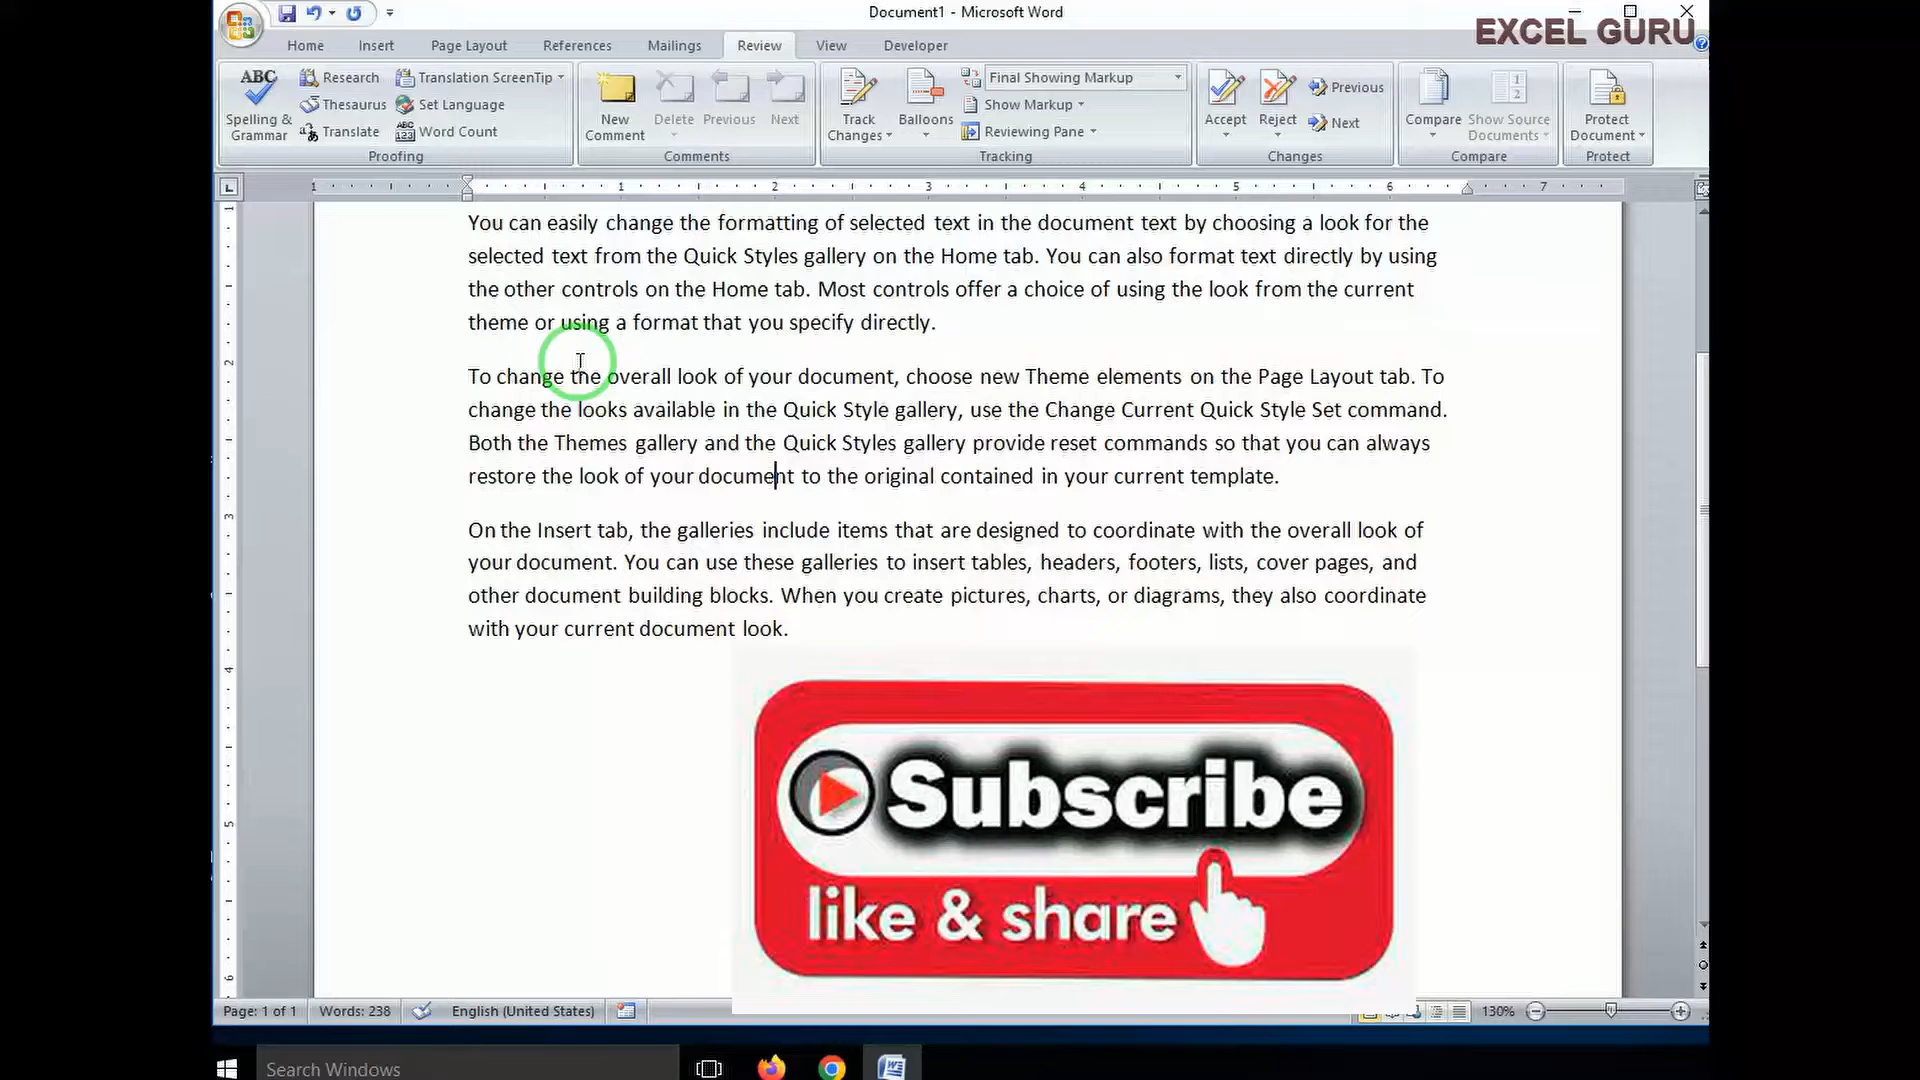 Document1 - Microsoft Word
EXCEL GURU
Home Insert Page Layout References Mailings Review View Developer
ABC Spelling & Grammar
Research
Thesaurus
Translate
Translation ScreenTip
Set Language
ABC 123 Word Count
Proofing
New Comment
Delete
Previous
Next
Comments
Track Changes
Balloons
Final Showing Markup
Show Markup
Reviewing Pane
Tracking
Accept
Reject
Previous
Next
Changes
Compare
Show Source Documents
Compare
Protect Document
Protect
1 1 2 3 4 5 6 7
You can easily change the formatting of selected text in the document text by choosing a look for the
selected text from the Quick Styles gallery on the Home tab. You can also format text directly by using
the other controls on the Home tab. Most controls offer a choice of using the look from the current
theme or using a format that you specify directly.
To change the overall look of your document, choose new Theme elements on the Page Layout tab. To
change the looks available in the Quick Style gallery, use the Change Current Quick Style Set command.
Both the Themes gallery and the Quick Styles gallery provide reset commands so that you can always
restore the look of your document to the original contained in your current template.
On the Insert tab, the galleries include items that are designed to coordinate with the overall look of
your document. You can use these galleries to insert tables, headers, footers, lists, cover pages, and
other document building blocks. When you create pictures, charts, or diagrams, they also coordinate
with your current document look.
Subscribe
like & share
Page: 1 of 1 Words: 238 English (United States) 130%
Search Windows